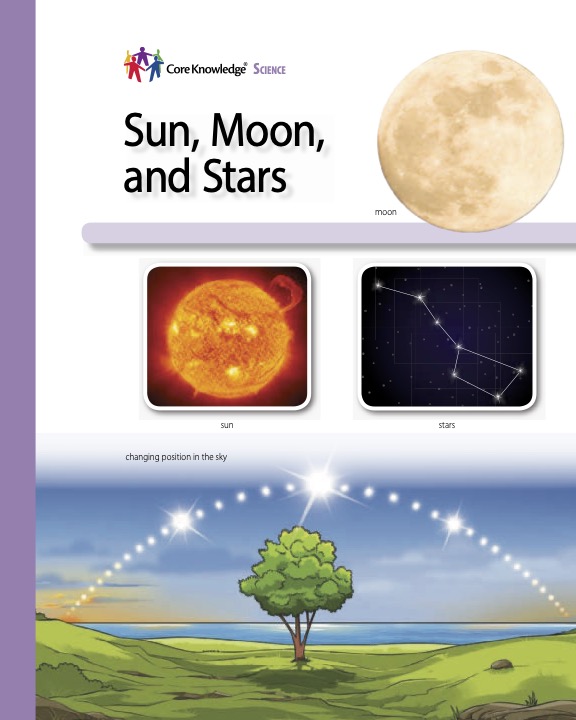 Core Knowledge® SCIENCE
Sun, Moon,
and Stars
moon
sun
stars
changing position in the sky